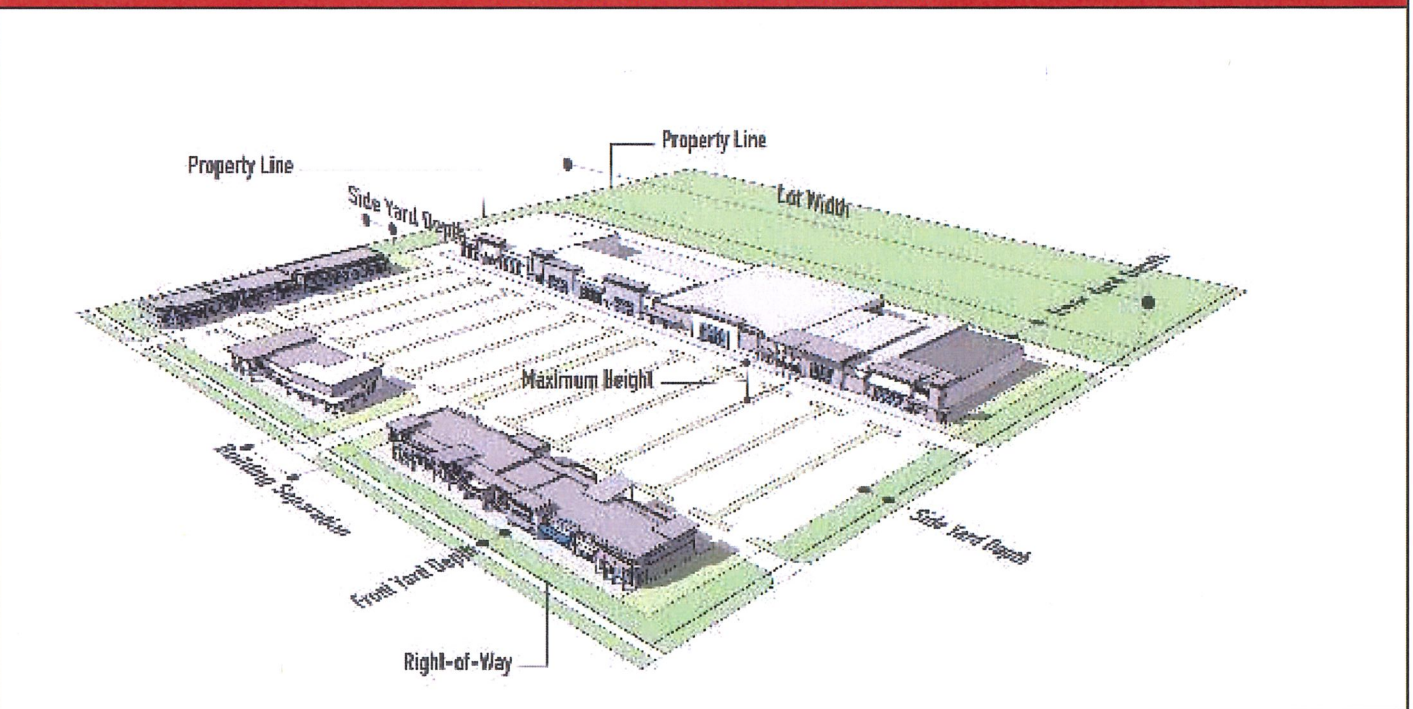 Property Line
Property Line
Side Yard Depth
Lot Width
Maximum Height
Building Separation
Side Yard Depth
Front Yard Depth
Right-of-Way